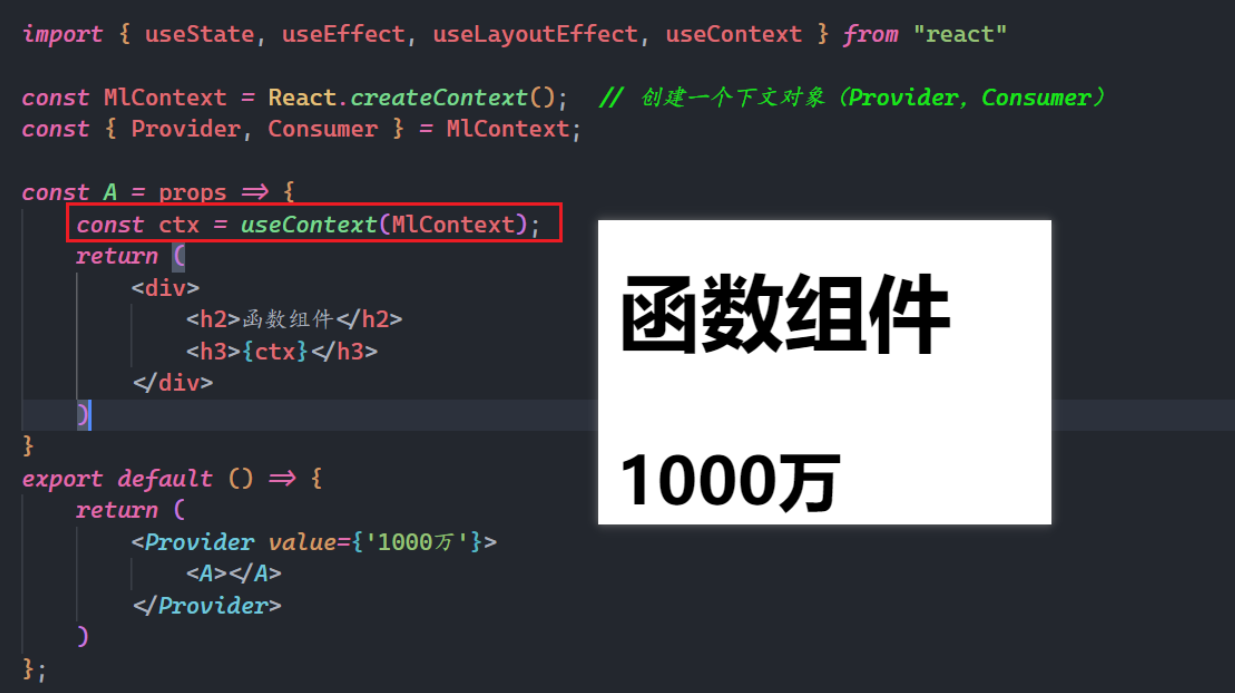 import { useState, useEffect, useLayoutEffect, useContext } from "react"
const MlContext = React.createContext(); // 创建一个下文对象（Provider，Consumer）
const { Provider, Consumer } = MlContext;
const A = props => {
const ctx = useContext(MlContext);
return (
<div>
<h2>函数组件</h2>
<h3>{ctx}</h3>
</div>
)
}
export default () => {
return (
<Provider value={'1000万'}>
<A></A>
</Provider>
)
};
函数组件
1000万